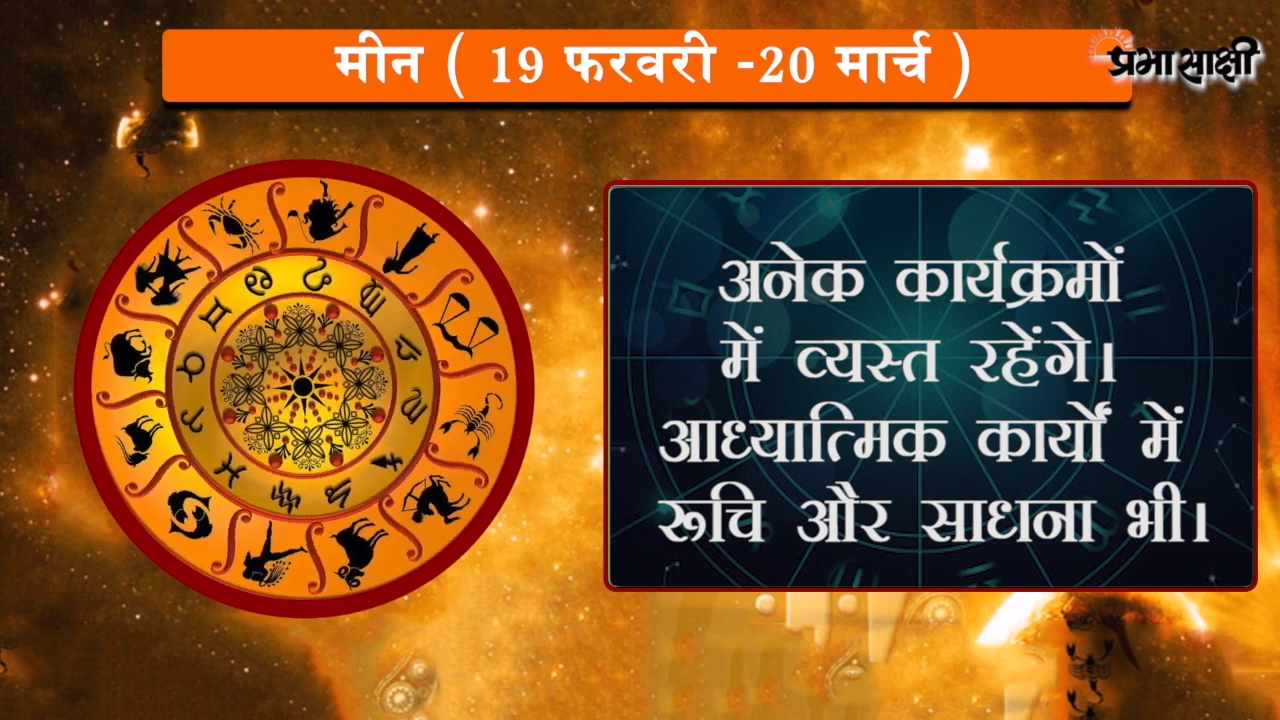 मीन ( 19 फरवरी -20 मार्च )
प्रभासाक्षी
अनेक कार्यक्रमों
में व्यस्त रहेंगे।
आध्यात्मिक कार्यों में
रूचि और साधना भी।